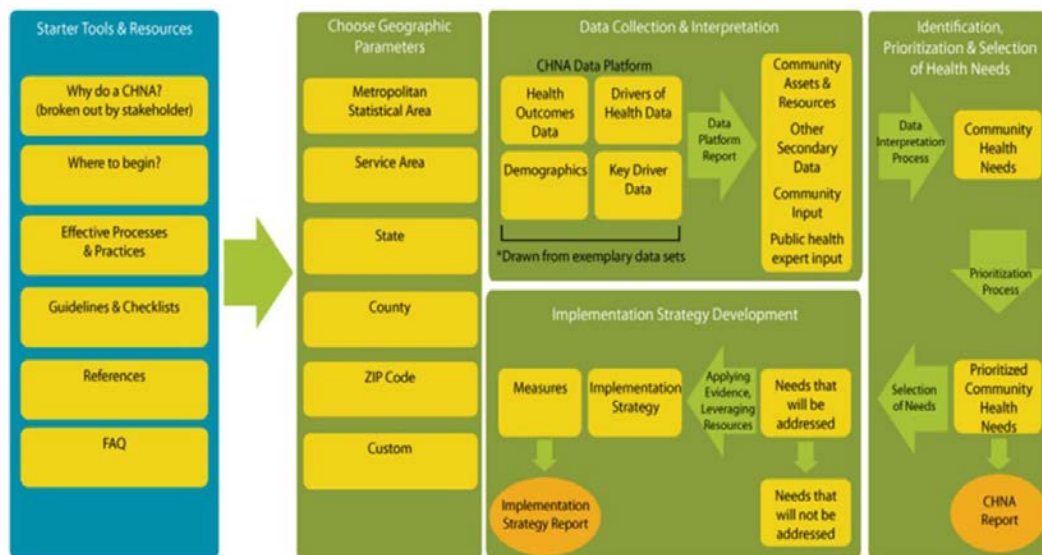 Starter Tools & Resources
Why do a CHNA?
(broken out by stakeholder)
Where to begin?
Effective Processes
& Practices
Guidelines & Checklists
References
FAQ
Choose Geographic
Parameters
Metropolitan
Statistical Area
Service Area
State
County
ZIP Code
Custom
Data Collection & Interpretation
CHNA Data Platform
Health
Outcomes
Data
Drivers of
Health Data
Demographics
Key Driver
Data
*Drawn from exemplary data sets
Data
Platform
Report
Community
Assets &
Resources
Other
Secondary
Data
Community
Input
Public health
expert input
Identification,
Prioritization & Selection
of Health Needs
Data
Interpretation
Process
Community
Health
Needs
Prioritization
Process
Prioritized
Community
Health
Needs
CHNA
Report
Selection
of Needs
Implementation Strategy Development
Needs that
will be
addressed
Needs that
will not be
addressed
Applying
Evidence,
Leveraging
Resources
Implementation
Strategy
Measures
Implementation
Strategy Report